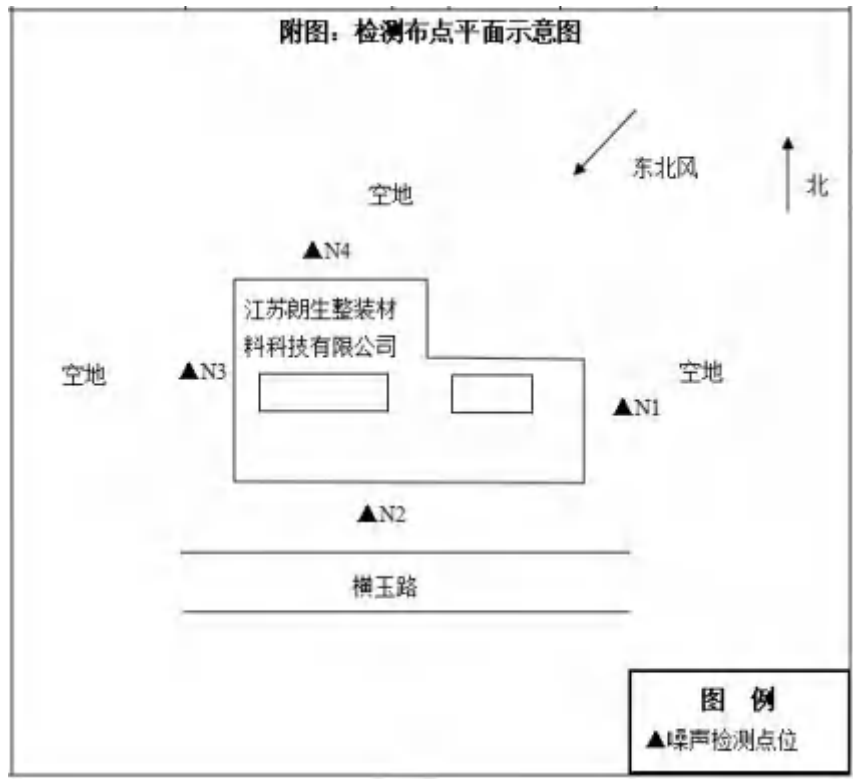 附图：检测布点平面示意图
东北风
北
空地
▲N4
江苏朗生整装材
料科技有限公司
空地
▲N3
空地
▲N1
▲N2
横玉路
图 例
▲噪声检测点位